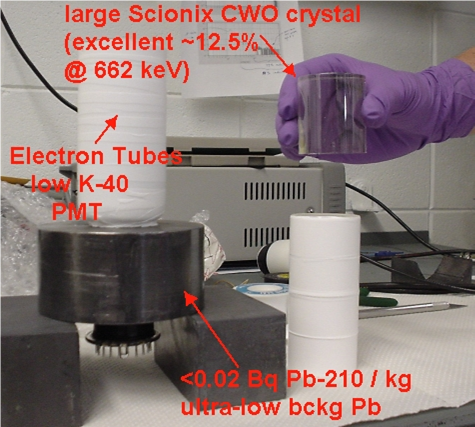 large Scionix CWO crystal
(excellent ~12.5%
@ 662 keV)
Electron Tubes
low K-40
PMT
<0.02 Bq Pb-210 / kg
ultra-low bckg Pb